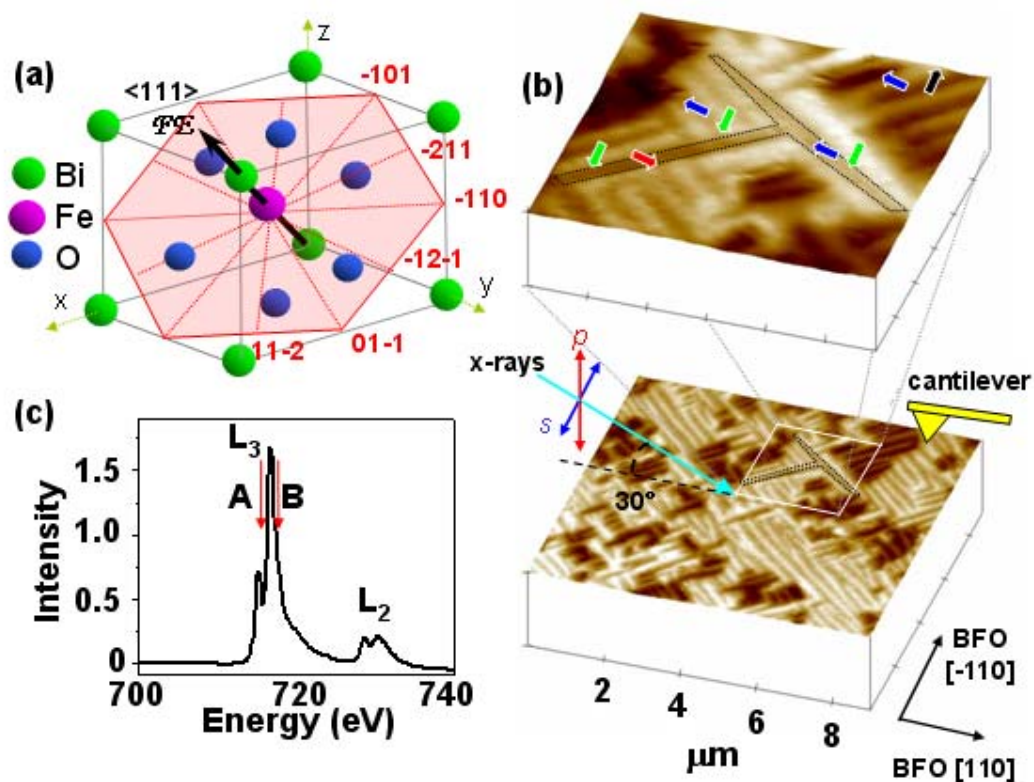 (a)
z
<111>
FE
-101
-211
-110
-12-1
01-1
11-2
x
y
Bi
Fe
O
(b)
x-rays
p
s
30°
cantilever
2
4
6
8
µm
BFO
[-110]
BFO [110]
(c)
L3
A
B
L2
Intensity
1.5
1.0
0.5
0
700
720
740
Energy (eV)